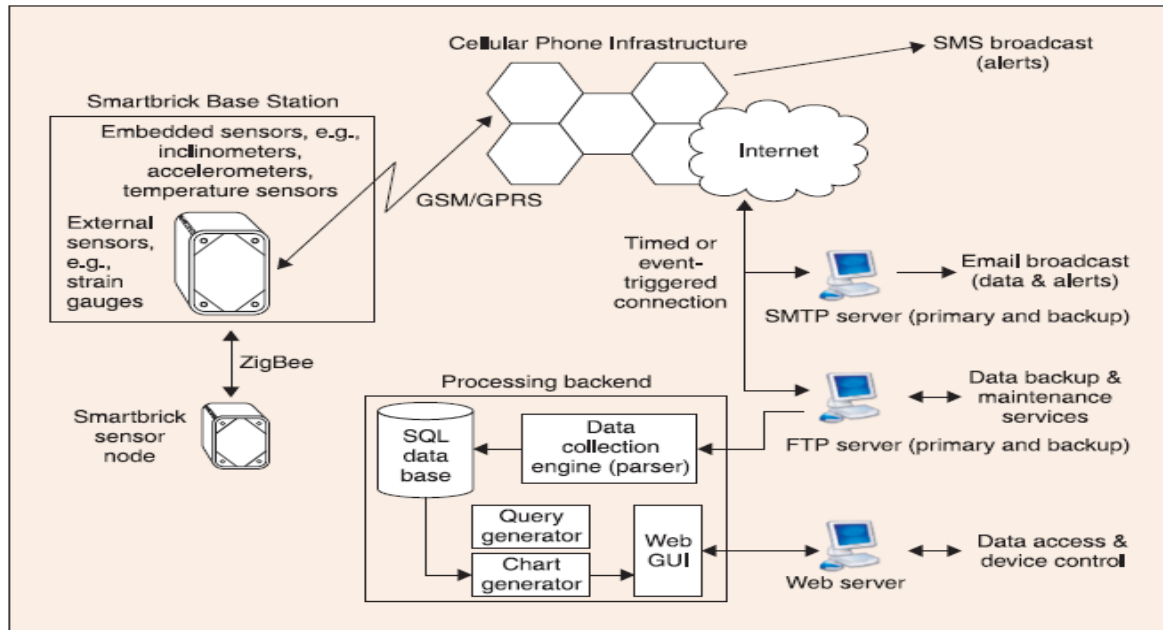 Cellular Phone Infrastructure
SMS broadcast
(alerts)
Smartbrick Base Station
Embedded sensors, e.g.,
inclinometers,
accelerometers,
temperature sensors
External
sensors,
e.g.,
strain
gauges
GSM/GPRS
Internet
Timed or
event-
triggered
connection
Email broadcast
(data & alerts)
SMTP server (primary and backup)
ZigBee
Smartbrick
sensor
node
Processing backend
SQL
data
base
Data
collection
engine (parser)
Data backup &
maintenance
services
FTP server (primary and backup)
Query
generator
Chart
generator
Web
GUI
Web server
Data access &
device control